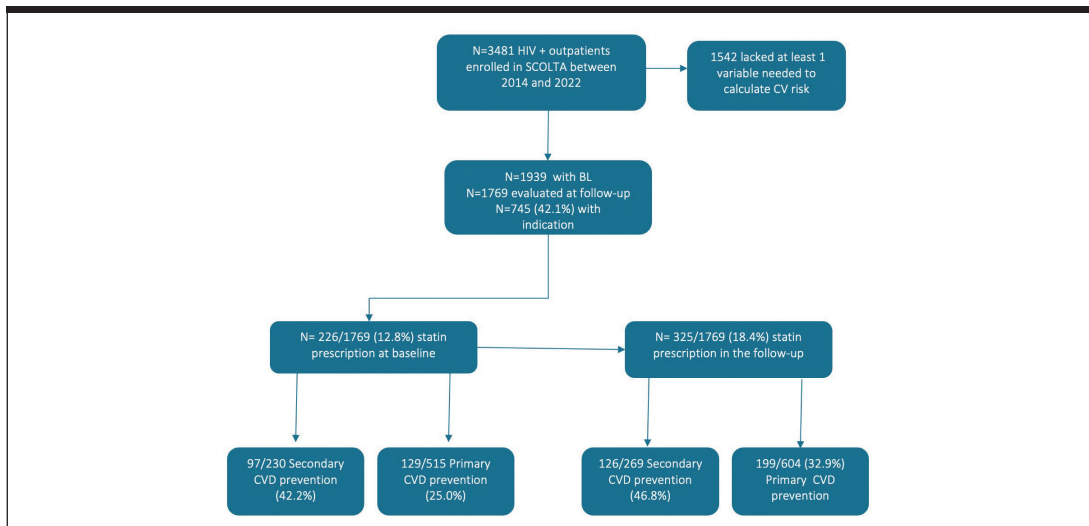 N=3481 HIV + outpatients
enrolled in SCOLTA between
2014 and 2022
1542 lacked at least 1
variable needed to
calculate CV risk
N=1939 with BL
N=1769 evaluated at follow-up
N=745 (42.1%) with
indication
N= 226/1769 (12.8%) statin
prescription at baseline
N= 325/1769 (18.4%) statin
prescription in the follow-up
97/230 Secondary
CVD prevention
(42.2%)
129/515 Primary
CVD prevention
(25.0%)
126/269 Secondary
CVD prevention
(46.8%)
199/604 (32.9%)
Primary CVD
prevention